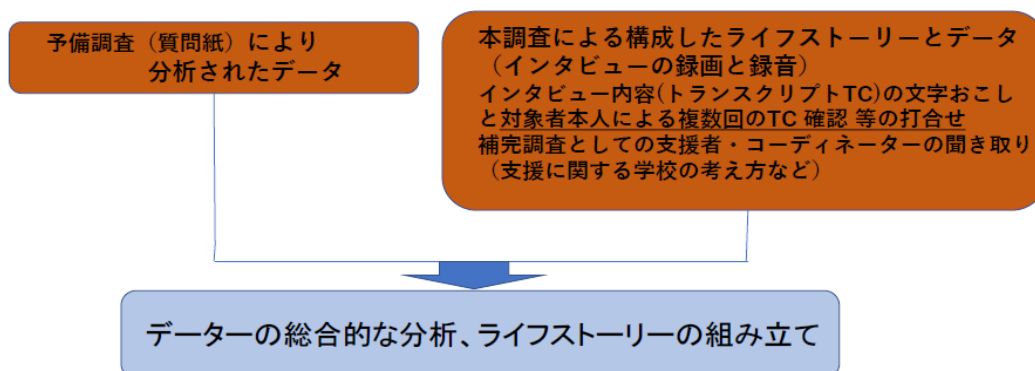 予備調査（質問紙）により
分析されたデータ
本調査による構成したライフストーリーとデータ
（インタビューの録画と録音）
インタビュー内容(トランスクリプトTC)の文字おこし
と対象者本人による複数回のTC 確認 等の打合せ
補完調査としての支援者・コーディネーターの聞き取り
（支援に関する学校の考え方など）
データーの総合的な分析、ライフストーリーの組み立て